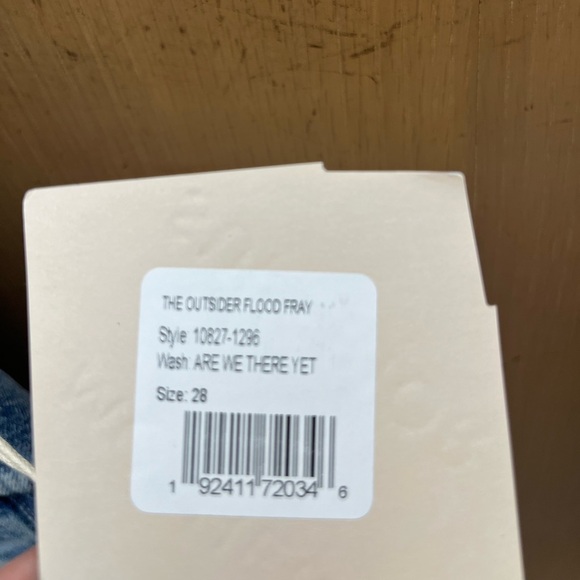 THE OUTSIDER FLOOD FRAY
Style 10827-1296
Wash ARE WE THERE YET
Size: 28
1 92411 72034 6